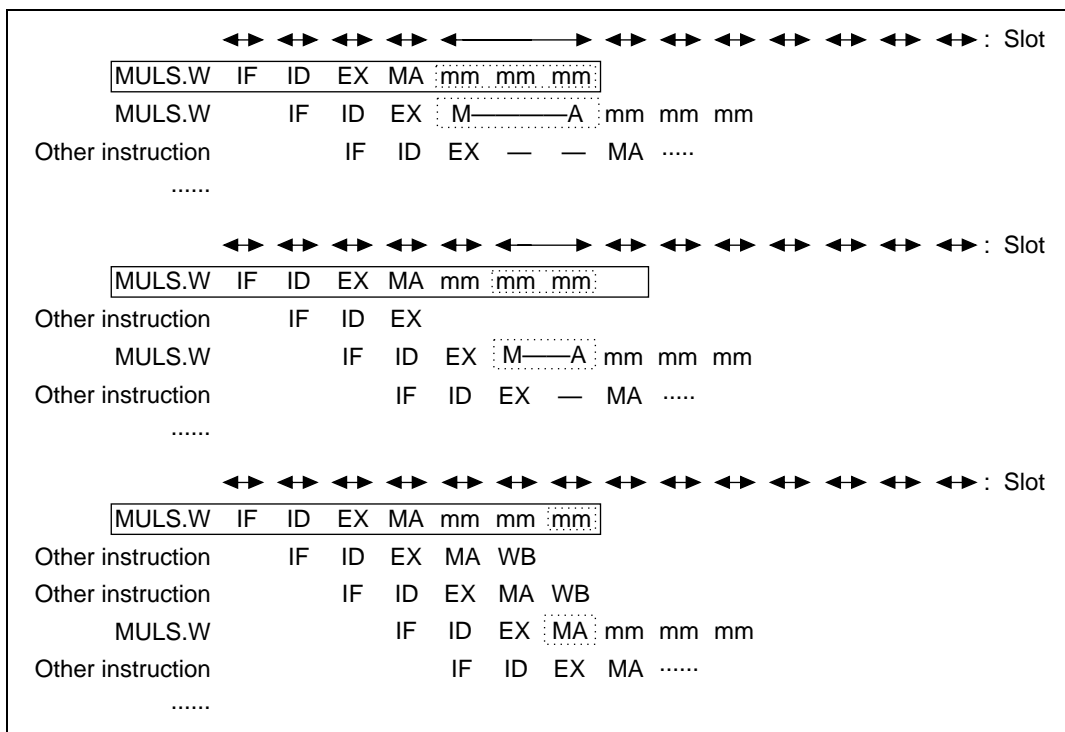 : Slot
MULS.W IF ID EX MA mm mm mm
MULS.W IF ID EX M————A mm mm mm
Other instruction IF ID EX — — MA ·····
......
: Slot
MULS.W IF ID EX MA mm mm mm
Other instruction IF ID EX
MULS.W IF ID EX M——A mm mm mm
Other instruction IF ID EX — MA ·····
......
: Slot
MULS.W IF ID EX MA mm mm mm
Other instruction IF ID EX MA WB
Other instruction IF ID EX MA WB
MULS.W IF ID EX MA mm mm mm
Other instruction IF ID EX MA ······
......